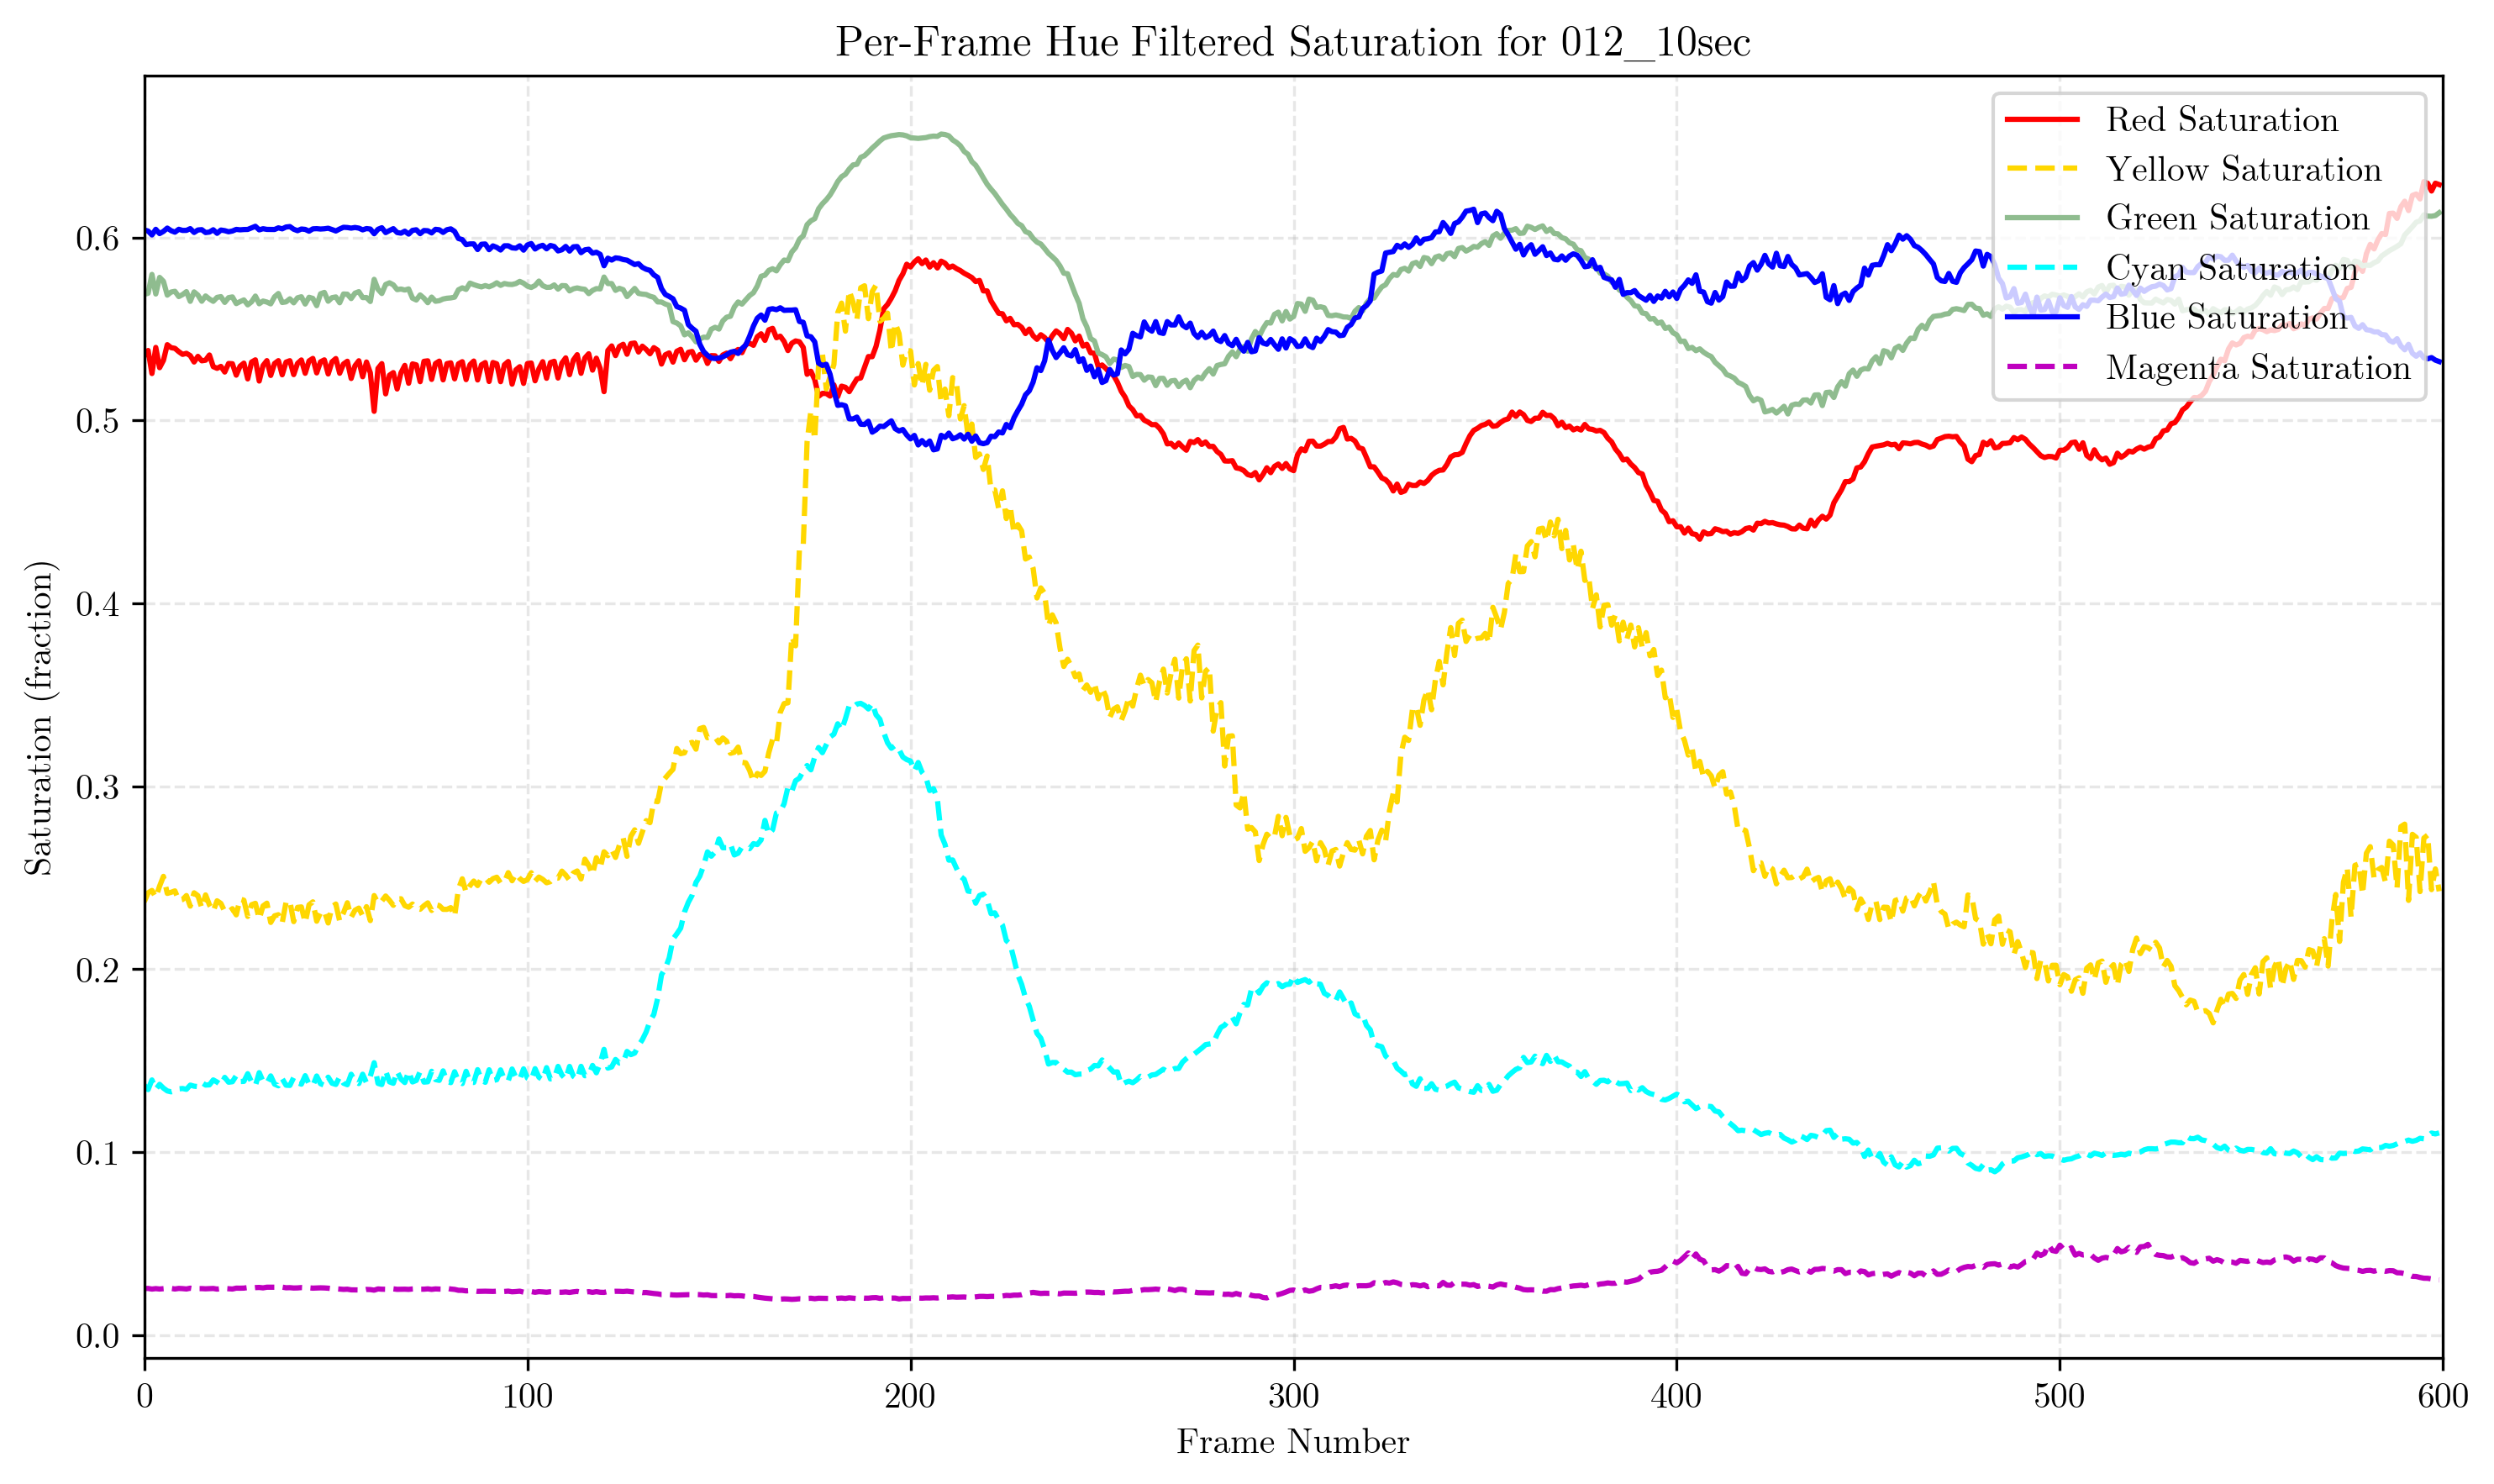 Per-Frame Hue Filtered Saturation for 012__10sec
Saturation (fraction)
0.6
0.5
0.4
0.3
0.2
0.1
0.0
Red Saturation
Yellow Saturation
Green Saturation
Cyan Saturation
Blue Saturation
Magenta Saturation
0 100 200 300 400 500 600
Frame Number